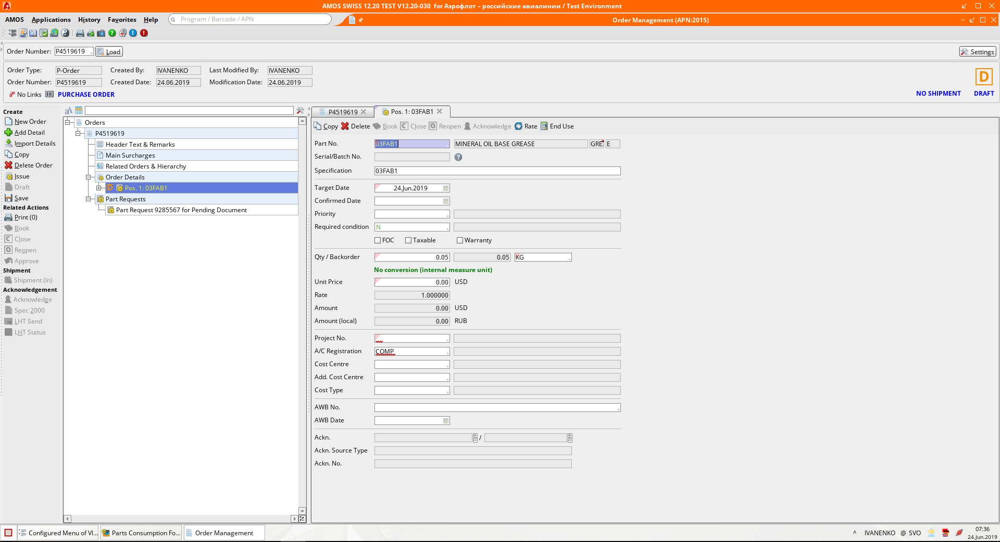 AMOS SWISS 12.20 TEST V12.20-030  for Аэрофлот – российские авиалинии / Test Environment
AMOS Applications History Favorites Help Program / Barcode / APN Order Management (APN:2015)
Order Number: P4519619 Load Settings
Order Type: P-Order Created By: IVANENKO Last Modified By: IVANENKO
Order Number: P4519619 Created Date: 24.06.2019 Modification Date: 24.06.2019
D
No Links PURCHASE ORDER NO SHIPMENT DRAFT
Create
New Order
Add Detail
Import Details
Copy
Delete Order
Issue
Draft
Save
Related Actions
Print (0)
Book
Close
Reopen
Approve
Shipment
Shipment (In)
Acknowledgement
Acknowledge
Spec 2000
LHT Send
LHT Status
Orders
P4519619
Header Text & Remarks
Main Surcharges
Related Orders & Hierarchy
Order Details
D Pos. 1: 03FAB1
Part Requests
Part Request 9285567 for Pending Document
P4519619 Pos. 1: 03FAB1
Copy Delete Book Close Reopen Acknowledge Rate End Use
Part No. 03FAB1 MINERAL OIL BASE GREASE GRE E
Serial/Batch No. ?
Specification 03FAB1
Target Date 24.Jun.2019
Confirmed Date
Priority
Required condition N
FOC Taxable Warranty
Qty / Backorder 0.05 0.05 KG
No conversion (internal measure unit)
Unit Price 0.00 USD
Rate 1.000000
Amount 0.00 USD
Amount (local) 0.00 RUB
Project No.
A/C Registration COMP
Cost Centre
Add. Cost Centre
Cost Type
AWB No.
AWB Date
Ackn. /
Ackn. Source Type
Ackn. No.
Configured Menu of VI... Parts Consumption Fo... Order Management ^ IVANENKO @ SVO 07:36
24.Jun.2019